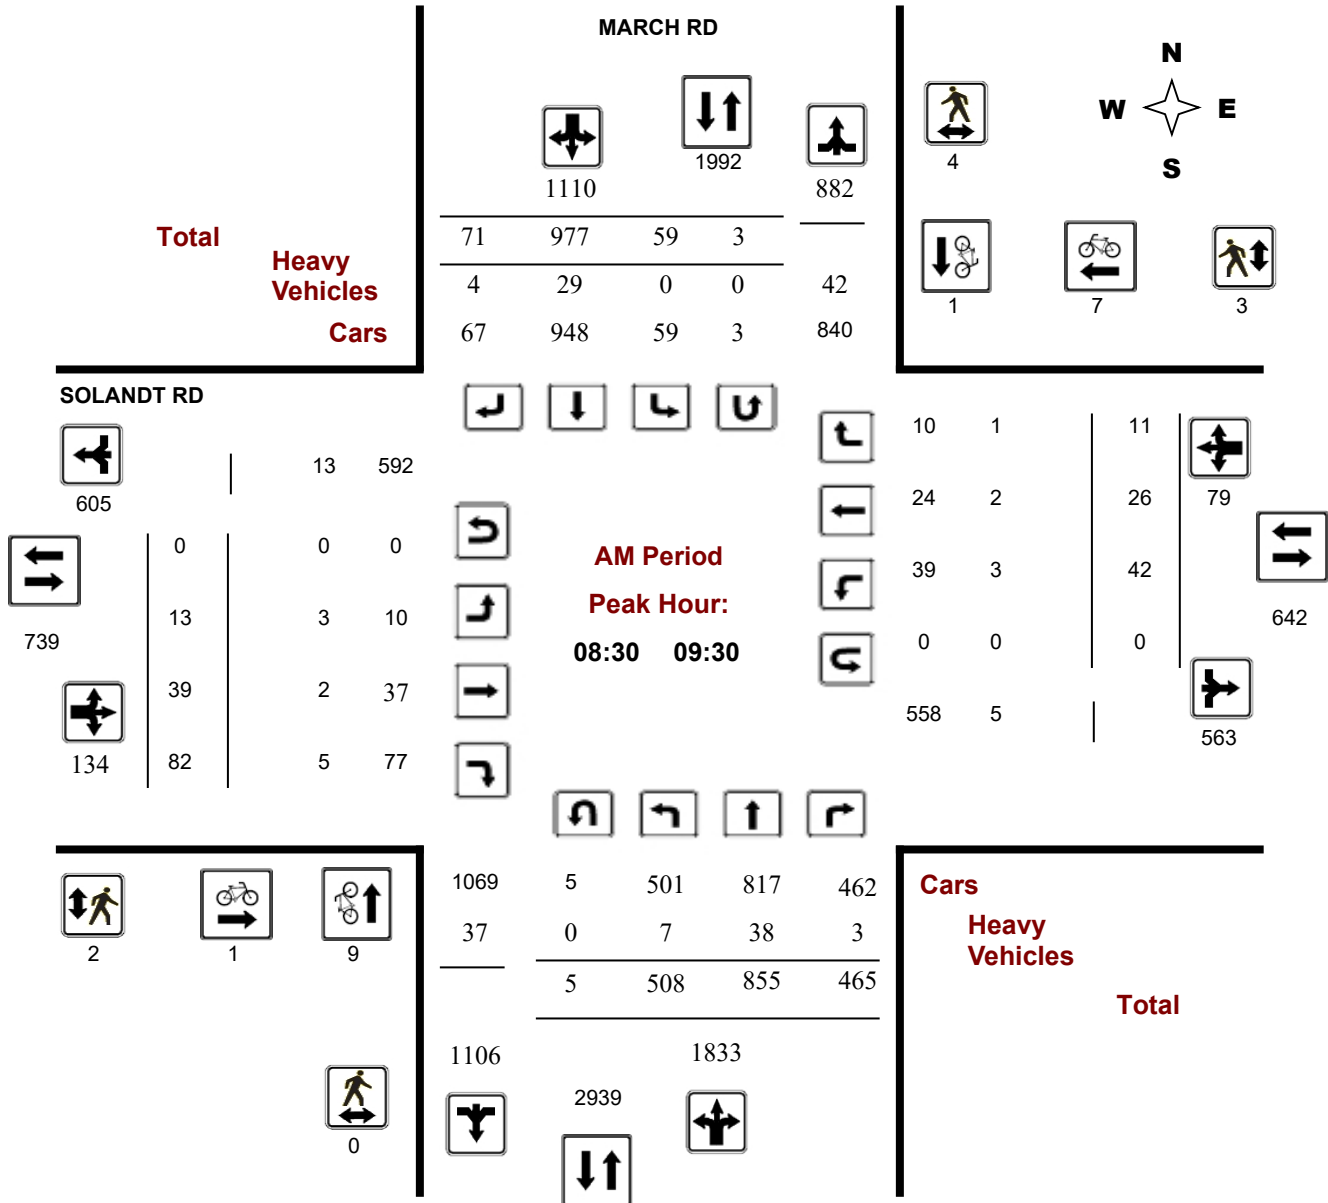 MARCH RD
N
W E
S
1992
4
1110
882
Total
71 977 59 3
Heavy
Vehicles
4 29 0 0 42
1 7 3
Cars
67 948 59 3 840
SOLANDT RD
10 1 11
13 592
605
24 2 26
79
0 0 0
AM Period
39 3 42
Peak Hour:
13 3 10
642
739
0 0 0
08:30 09:30
39 2 37
558 5
563
134
82 5 77
1069 5 501 817 462
Cars
37 0 7 38 3
Heavy
Vehicles
2 1 9
5 508 855 465
Total
1106
1833
2939
0